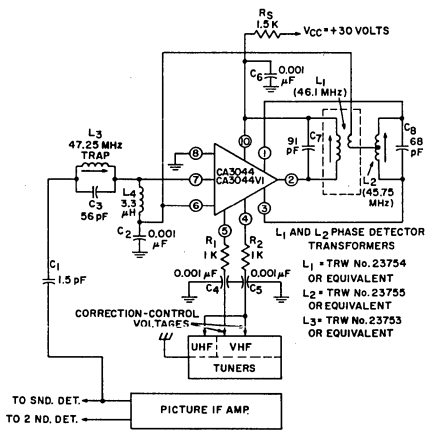 RS
1.5 K
VCC=+30 VOLTS
C6
0.001
µF
L1
(46.1 MHz)
L3
47.25 MHz
TRAP
10
8
1
CA3044
CA3044V1
7
2
6
3
5
4
91
pF
C7
C8
68
pF
L2
(45.75
MHz)
C3
56 pF
L4
3.3
µH
C2
0.001
µF
R1
1K
R2
1K
L1 AND L2 PHASE DETECTOR
TRANSFORMERS
L1 = TRW No. 23754
OR EQUIVALENT
L2= TRW No. 23755
OR EQUIVALENT
L3= TRW No. 23753
OR EQUIVALENT
C1
1.5 pF
0.001 µF
C4
0.001 µF
C5
CORRECTION-CONTROL
VOLTAGES
UHF
VHF
TUNERS
TO SND. DET.
TO 2 ND. DET.
PICTURE IF AMP.